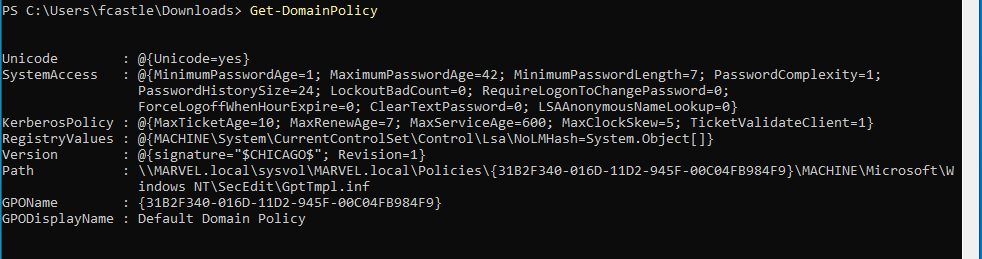 PS C:\Users\fcastle\Downloads> Get-DomainPolicy
Unicode : @{Unicode=yes}
SystemAccess : @{MinimumPasswordAge=1; MaximumPasswordAge=42; MinimumPasswordLength=7; PasswordComplexity=1;
PasswordHistorySize=24; LockoutBadCount=0; RequireLogonToChangePassword=0;
ForceLogoffWhenHourExpire=0; ClearTextPassword=0; LSAAnonymousNameLookup=0}
KerberosPolicy : @{MaxTicketAge=10; MaxRenewAge=7; MaxServiceAge=600; MaxClockSkew=5; TicketValidateClient=1}
RegistryValues : @{MACHINE\System\CurrentControlSet\Control\Lsa\NoLMHash=System.Object[]}
Version : @{signature="$CHICAGO$"; Revision=1}
Path : \\MARVEL.local\sysvol\MARVEL.local\Policies\{31B2F340-016D-11D2-945F-00C04FB984F9}\MACHINE\Microsoft\W
indows NT\SecEdit\GptTmpl.inf
GPOName : {31B2F340-016D-11D2-945F-00C04FB984F9}
GPODisplayName : Default Domain Policy